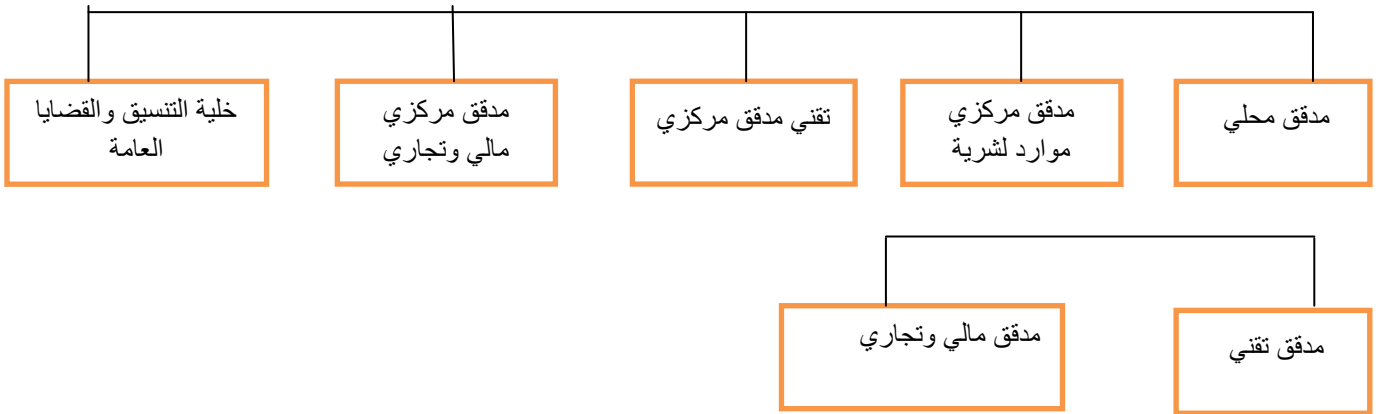 مدقق محلي
مدقق مركزي
موارد لشرية
تقني مدقق مركزي
مدقق مركزي
مالي وتجاري
خلية التنسيق والقضايا
العامة
مدقق تقني
مدقق مالي وتجاري